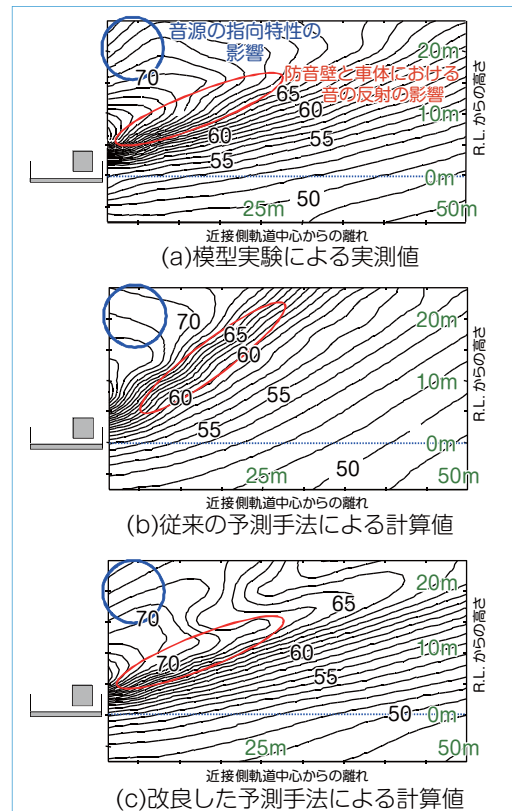 音源の指向特性の
影響
防音壁と車体における
音の反射の影響
70
65
60
55
50
20m
10m
0m
25m
50m
R.L.からの高さ
近接側軌道中心からの離れ
(a)模型実験による実測値
70
65
60
60
55
50
20m
10m
0m
25m
50m
R.L.からの高さ
近接側軌道中心からの離れ
(b)従来の予測手法による計算値
70
70
65
60
55
50
20m
10m
0m
25m
50m
R.L.からの高さ
近接側軌道中心からの離れ
(c)改良した予測手法による計算値